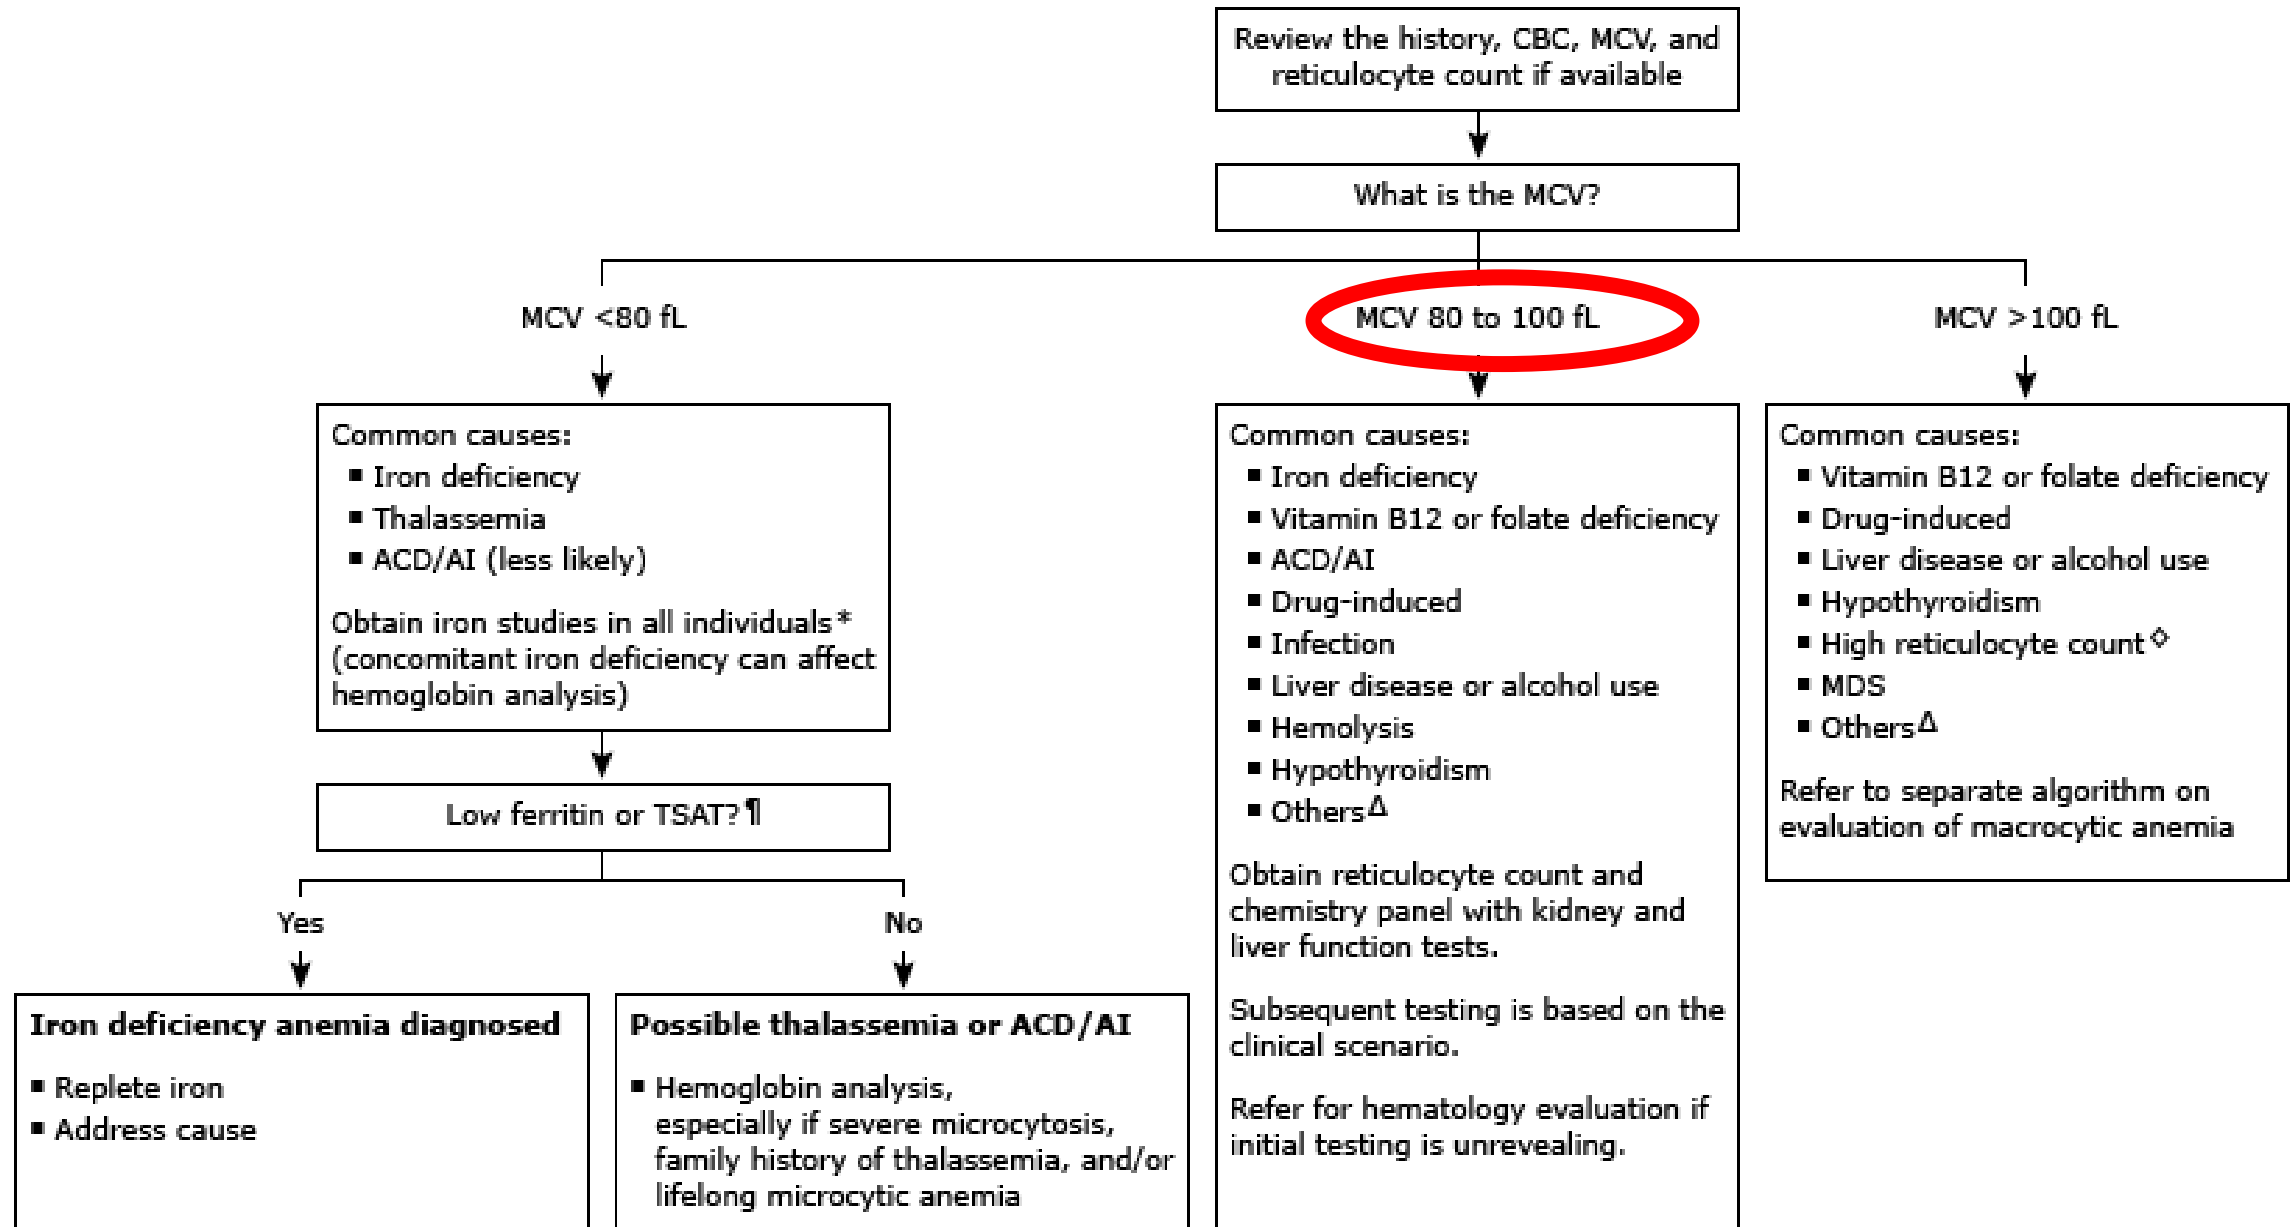 Review the history, CBC, MCV, and
reticulocyte count if available
What is the MCV?
MCV <80 fL
MCV 80 to 100 fL
MCV >100 fL
Common causes:
▪ Iron deficiency
▪ Thalassemia
▪ ACD/AI (less likely)
Obtain iron studies in all individuals*
(concomitant iron deficiency can affect
hemoglobin analysis)
Low ferritin or TSAT?¶
Yes
No
Iron deficiency anemia diagnosed
▪ Replete iron
▪ Address cause
Possible thalassemia or ACD/AI
▪ Hemoglobin analysis,
especially if severe microcytosis,
family history of thalassemia, and/or
lifelong microcytic anemia
Common causes:
▪ Iron deficiency
▪ Vitamin B12 or folate deficiency
▪ ACD/AI
▪ Drug-induced
▪ Infection
▪ Liver disease or alcohol use
▪ Hemolysis
▪ Hypothyroidism
▪ OthersΔ
Obtain reticulocyte count and
chemistry panel with kidney and
liver function tests.
Subsequent testing is based on the
clinical scenario.
Refer for hematology evaluation if
initial testing is unrevealing.
Common causes:
▪ Vitamin B12 or folate deficiency
▪ Drug-induced
▪ Liver disease or alcohol use
▪ Hypothyroidism
▪ High reticulocyte count◊
▪ MDS
▪ OthersΔ
Refer to separate algorithm on
evaluation of macrocytic anemia